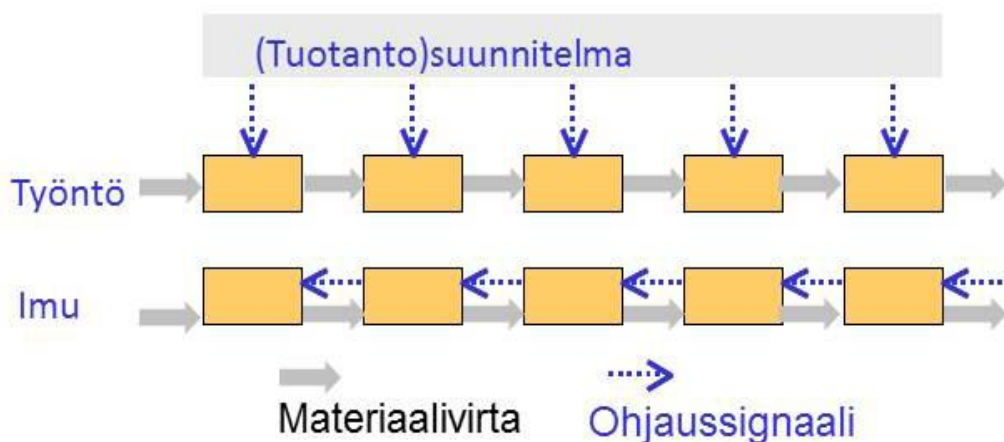 (Tuotanto)suunnitelma
Työntö
Imu
Materiaalivirta
Ohjaussignaali